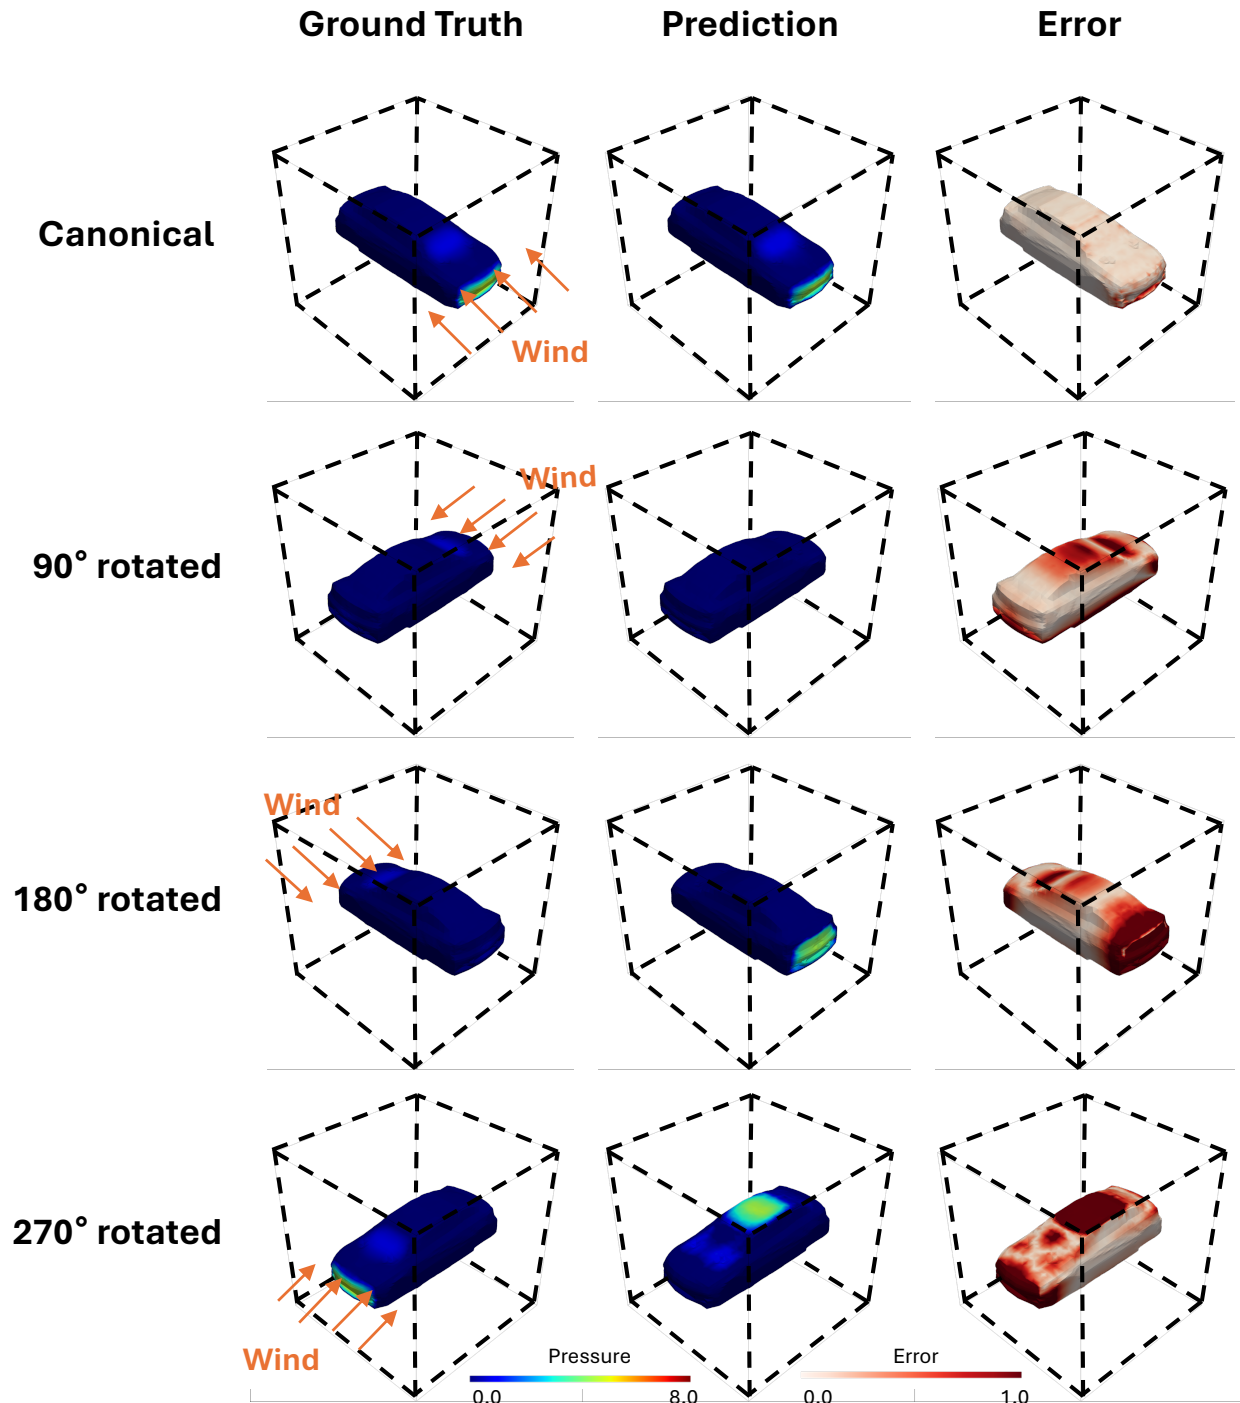 Ground Truth Prediction Error
Canonical
Wind
90° rotated
Wind
180° rotated
Wind
270° rotated
Wind
Pressure
0.0 8.0
Error
0.0 1.0